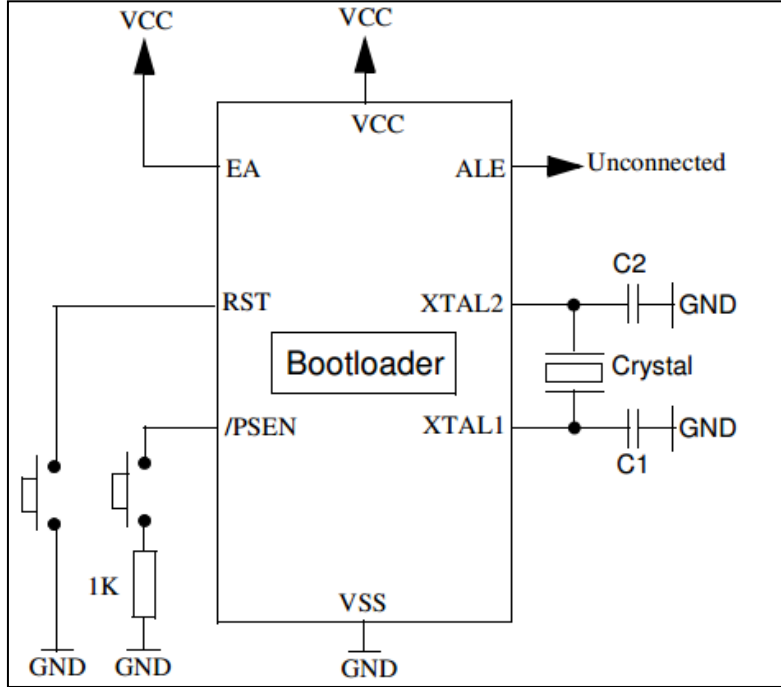 VCC
VCC
VCC
EA
ALE
Unconnected
C2
RST
XTAL2
GND
Bootloader
Crystal
/PSEN
XTAL1
GND
C1
1K
VSS
GND
GND
GND